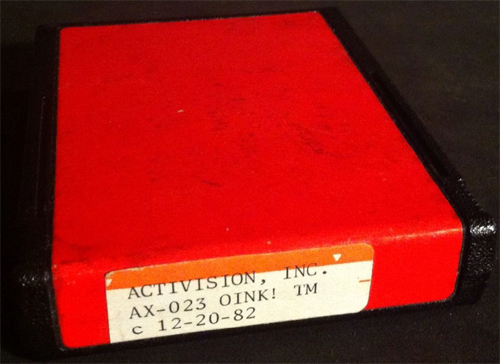 ACTIVISION, INC.
AX-023 OINK! TM
c 12-20-82